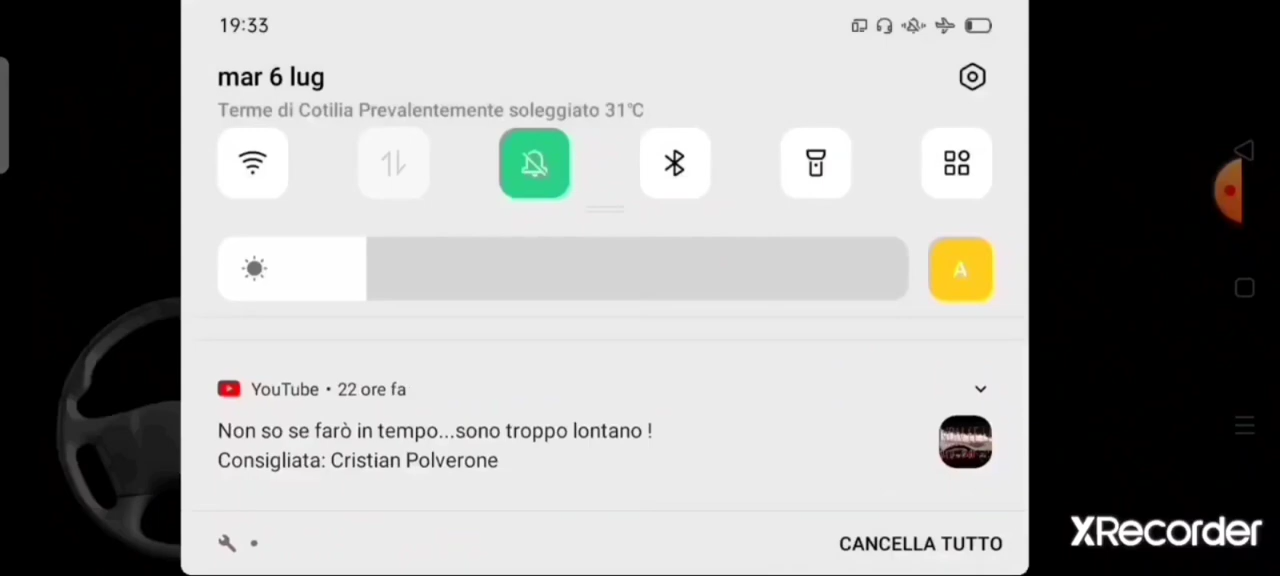 19:33
mar 6 lug
Terme di Cotilia Prevalentemente soleggiato 31°C
A
YouTube • 22 ore fa
Non so se farò in tempo...sono troppo lontano !
Consigliata: Cristian Polverone
CANCELLA TUTTO
XRecorder